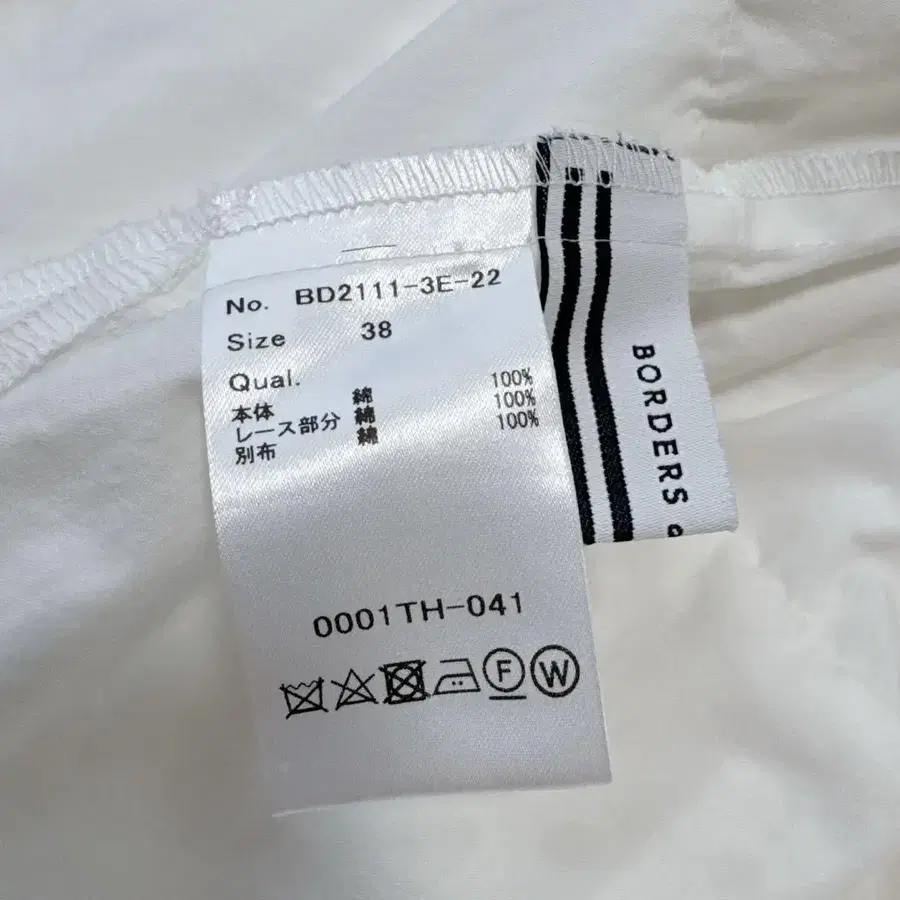 No. BD2111-3E-22
Size 38
Qual.
本体 綿 100%
レース部分 綿 100%
別布 綿 100%
0001TH-041
F W
BORDERS